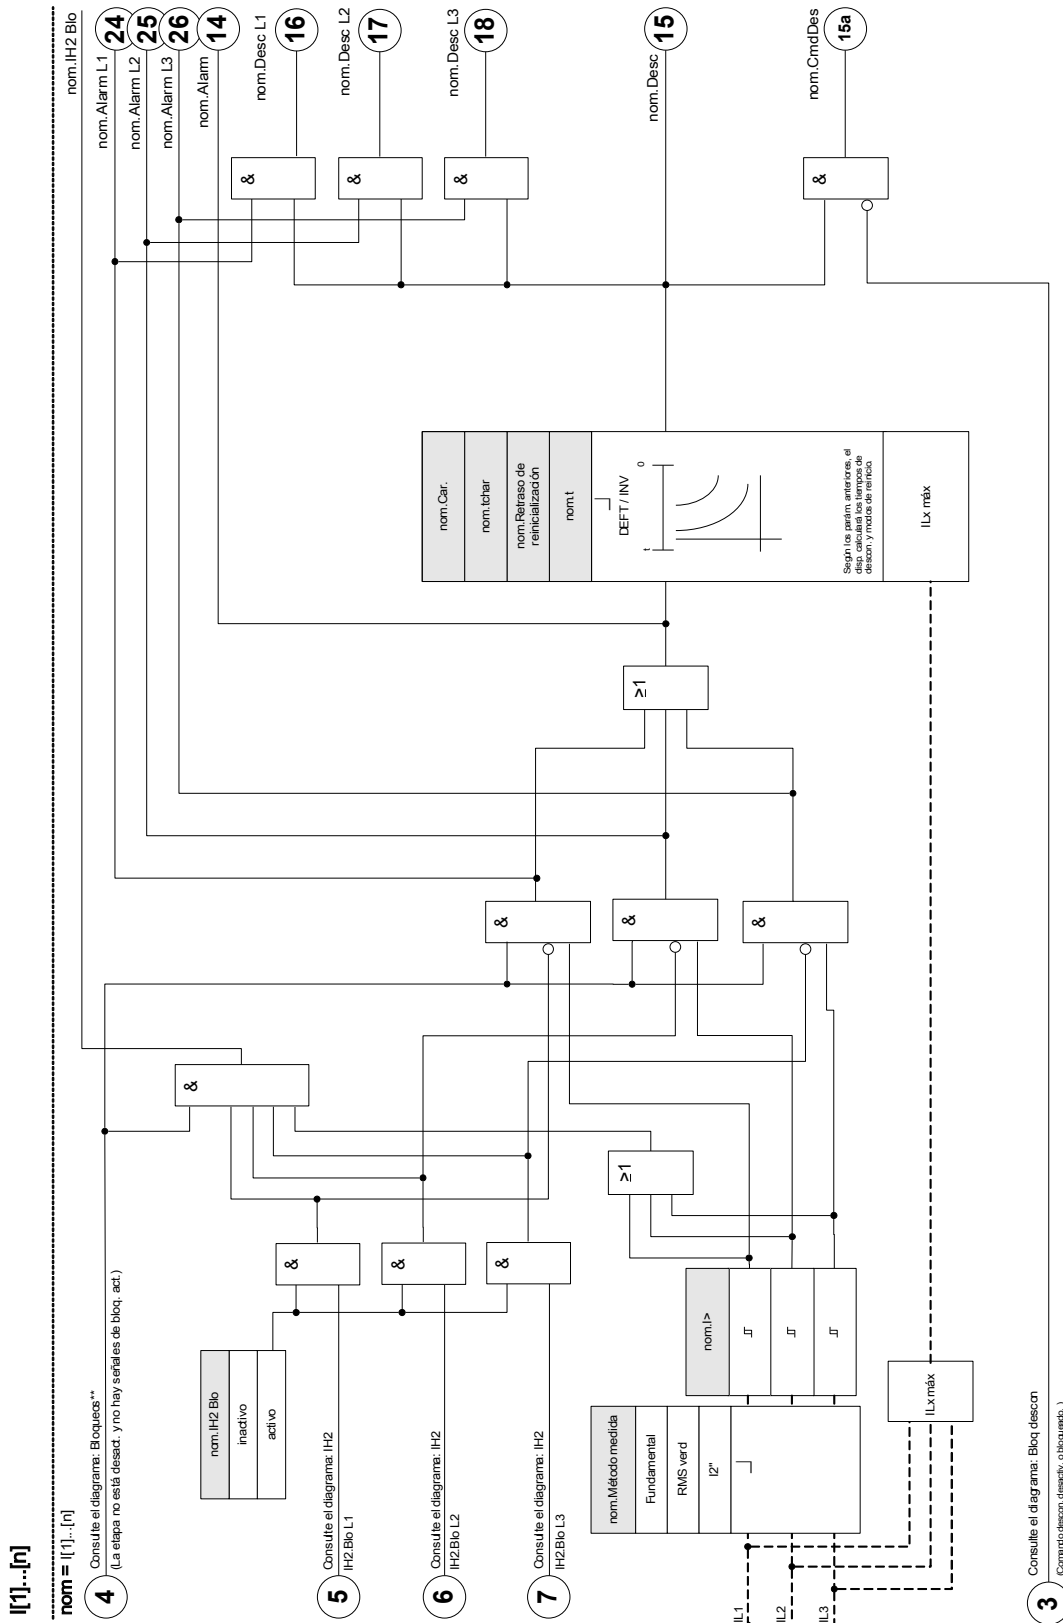 I[1]...[n]
nom = I[1]...[n]
4
Consulte el diagrama: Bloqueos**
(La etapa no está desact. y no hay señales de bloq. act.)
nom.IH2 Blo
inactivo
activo
5
Consulte el diagrama: IH2
IH2.Blo L1
6
Consulte el diagrama: IH2
IH2.Blo L2
7
Consulte el diagrama: IH2
IH2.Blo L3
nom.Método medida
Fundamental
RMS verd
I2"
IL1
IL2
IL3
nom.I>
ILx máx
3
Consulte el diagrama: Bloq descon
(Comando descon. desactiv. o bloqueado. )
&
&
&
≥1
&
&
&
&
≥1
nom.Car.
nom.tchar
nom.Retraso de
reinicialización
nom.t
DEFT / INV
t
0
Según los parám. anteriores, el
disp. calculará los tiempos de
descon. y modos de reinicio.
ILx máx
&
&
&
&
nom.IH2 Blo
nom.Alarm L1
24
nom.Alarm L2
25
nom.Alarm L3
26
nom.Alarm
14
nom.Desc L1
16
nom.Desc L2
17
nom.Desc L3
18
nom.Desc
15
nom.CmdDes
15a